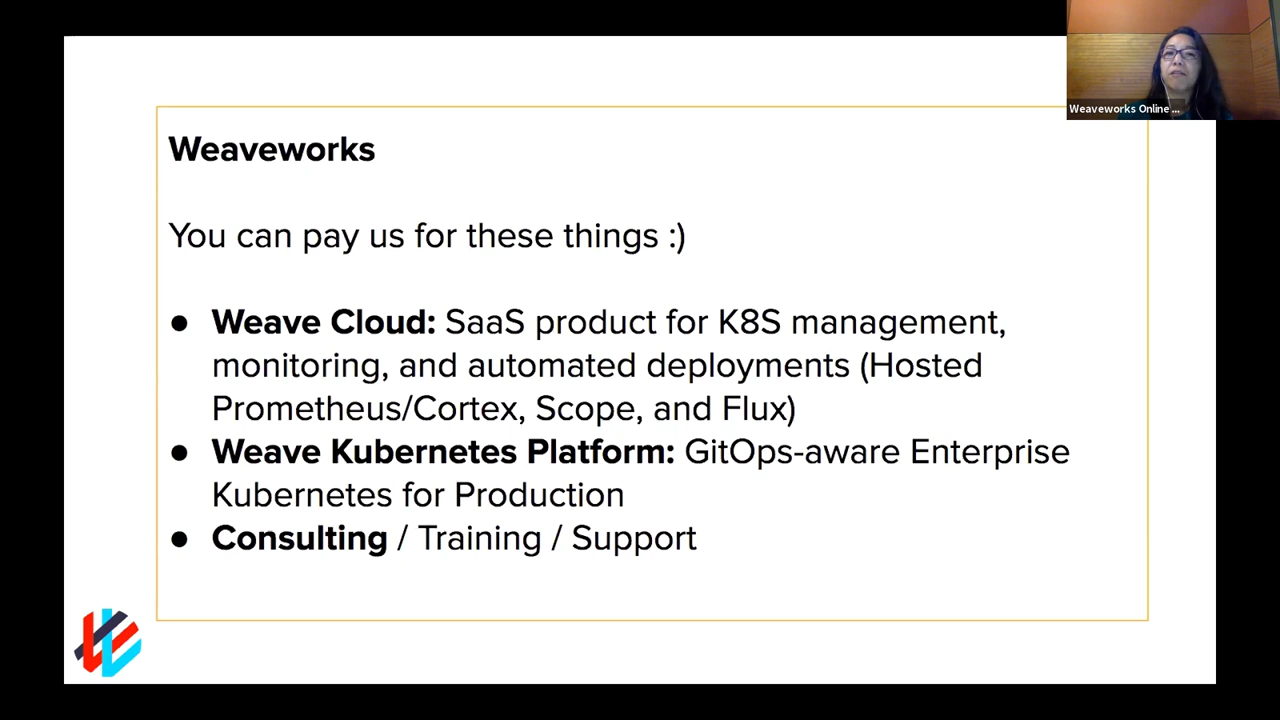 Weaveworks Online ...
Weaveworks
You can pay us for these things :)
● Weave Cloud: SaaS product for K8S management,
monitoring, and automated deployments (Hosted
Prometheus/Cortex, Scope, and Flux)
● Weave Kubernetes Platform: GitOps-aware Enterprise
Kubernetes for Production
● Consulting / Training / Support